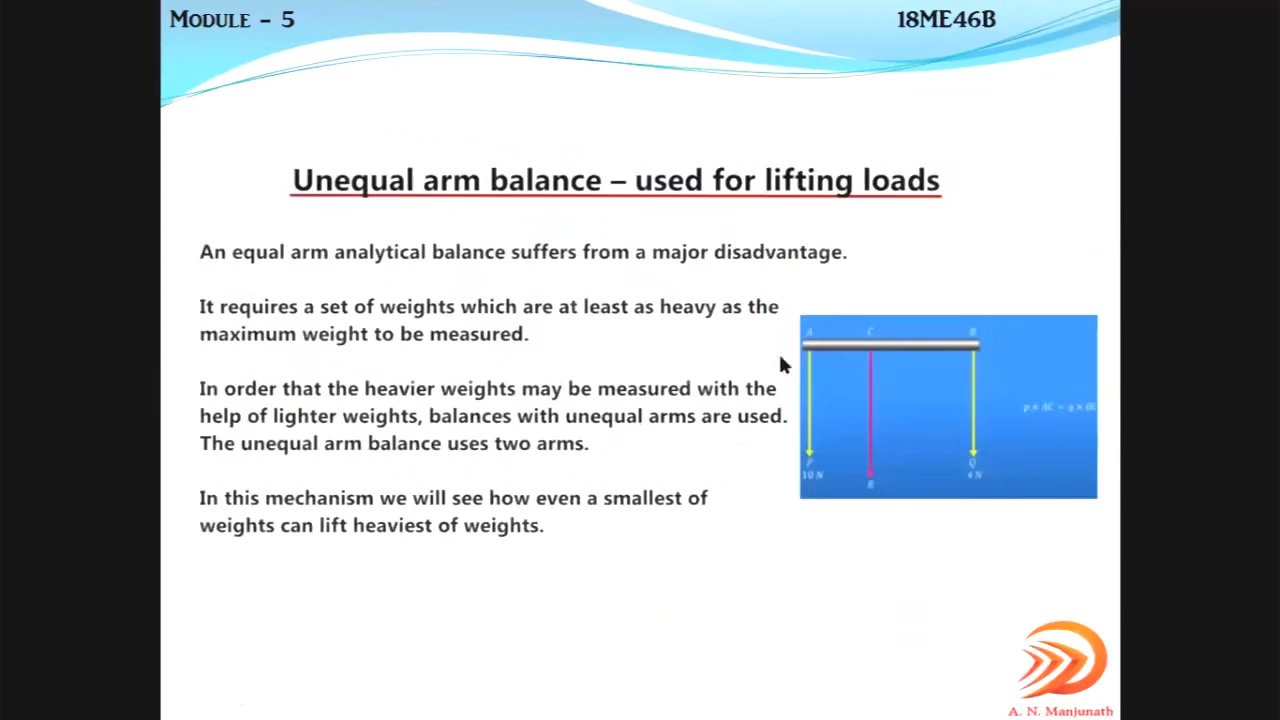 MODULE - 5
18ME46B
Unequal arm balance – used for lifting loads
An equal arm analytical balance suffers from a major disadvantage.
It requires a set of weights which are at least as heavy as the
maximum weight to be measured.
In order that the heavier weights may be measured with the
help of lighter weights, balances with unequal arms are used.
The unequal arm balance uses two arms.
In this mechanism we will see how even a smallest of
weights can lift heaviest of weights.
A C B
P
10 N
R
Q
4 N
A. N. Manjunath